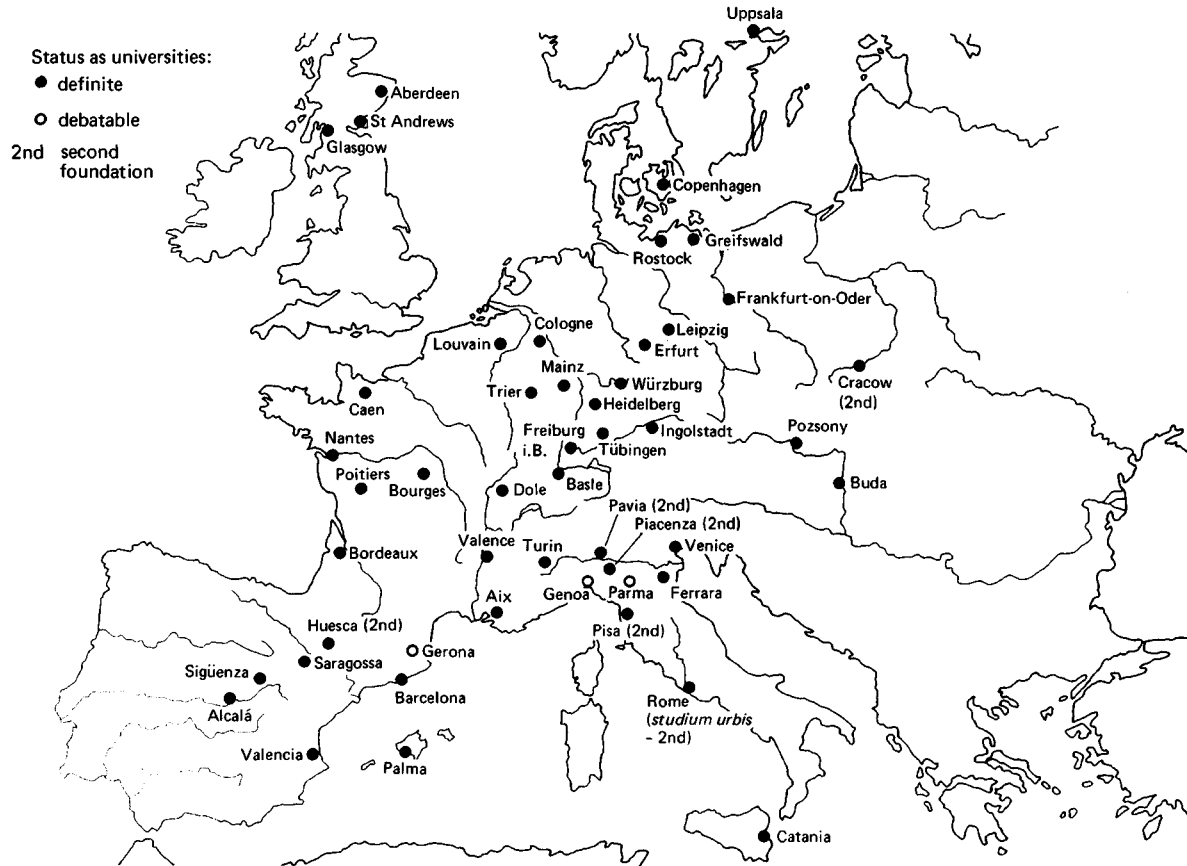 Uppsala
Status as universities:
definite
debatable
2nd second
foundation
Aberdeen
St Andrews
Glasgow
Copenhagen
Greifswald
Rostock
Frankfurt-on-Oder
Cologne
Leipzig
Louvain
Erfurt
Mainz
Cracow
(2nd)
Würzburg
Trier
Caen
Heidelberg
Freiburg
i.B.
Ingolstadt
Pozsony
Nantes
Tübingen
Poitiers
Bourges
Dole
Basle
Buda
Pavia (2nd)
Piacenza (2nd)
Bordeaux
Valence
Turin
Venice
Genoa
Parma
Ferrara
Aix
Pisa (2nd)
Huesca (2nd)
Gerona
Saragossa
Sigüenza
Barcelona
Alcalá
Rome
(studium urbis
– 2nd)
Valencia
Palma
Catania